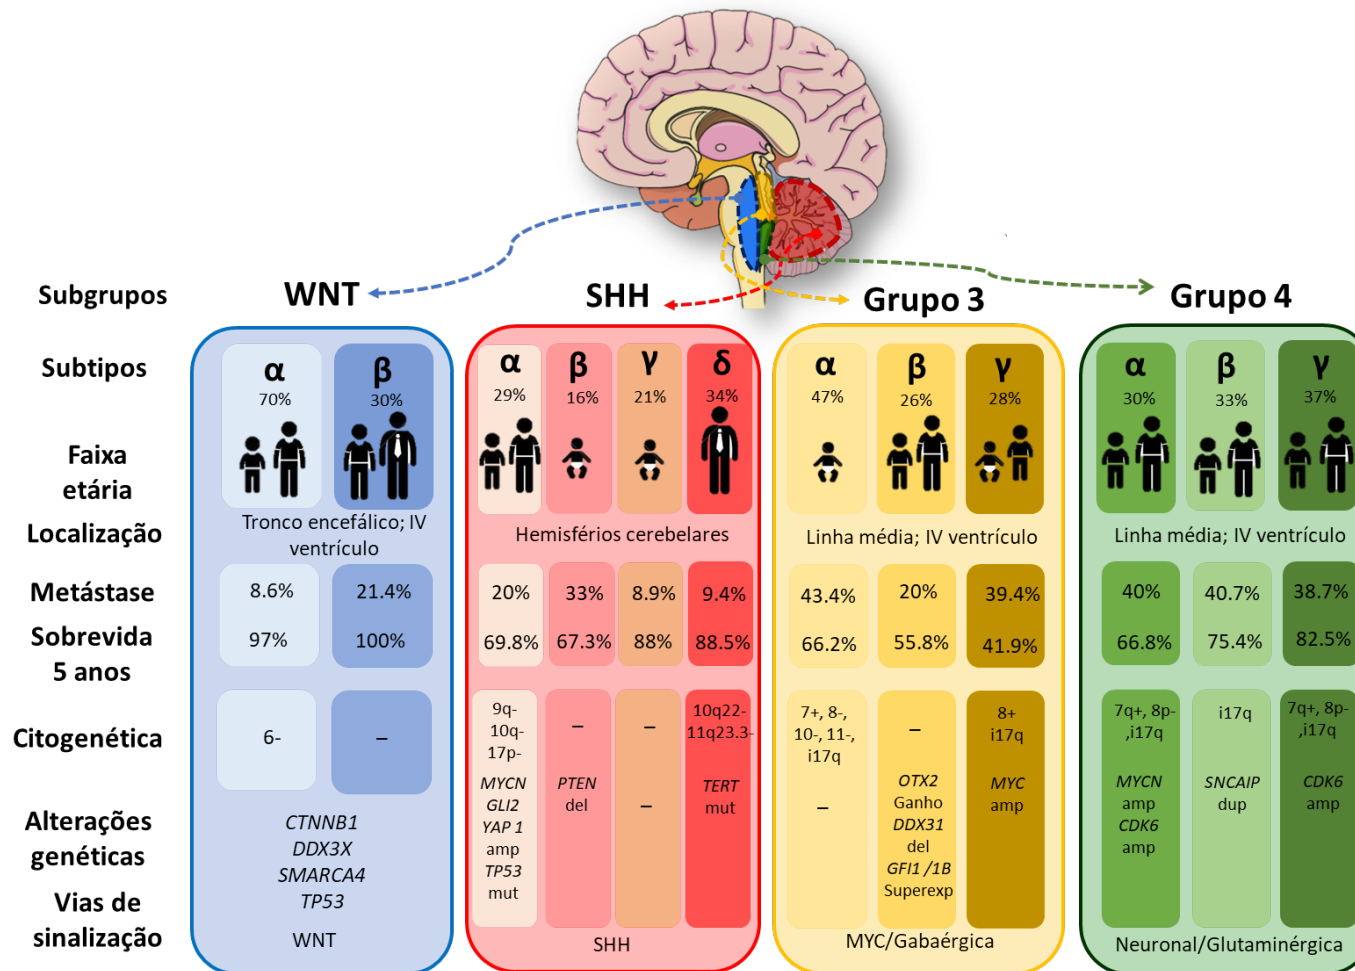 Subgrupos
WNT
SHH
Grupo 3
Grupo 4
Subtipos
α
70%
β
30%
α
29%
β
16%
γ
21%
δ
34%
α
47%
β
26%
γ
28%
α
30%
β
33%
γ
37%
Faixa
etária
Localização
Tronco encefálico; IV
ventrículo
Hemisférios cerebelares
Linha média; IV ventrículo
Linha média; IV ventrículo
Metástase
8.6%
21.4%
20%
33%
8.9%
9.4%
43.4%
20%
39.4%
40%
40.7%
38.7%
Sobrevida
5 anos
97%
100%
69.8%
67.3%
88%
88.5%
66.2%
55.8%
41.9%
66.8%
75.4%
82.5%
Citogenética
6-
–
9q-
10q-
17p-
–
–
10q22-
11q23.3-
7+, 8-,
10-, 11-,
i17q
–
8+
i17q
7q+, 8p-
,i17q
i17q
7q+, 8p-
,i17q
Alterações
genéticas
CTNNB1
DDX3X
SMARCA4
TP53
MYCN
GLI2
YAP 1
amp
TP53
mut
PTEN
del
–
TERT
mut
–
OTX2
Ganho
DDX31
del
GFI1 /1B
Superexp
MYC
amp
MYCN
amp
CDK6
amp
SNCAIP
dup
CDK6
amp
Vias de
sinalização
WNT
SHH
MYC/Gabaérgica
Neuronal/Glutaminérgica